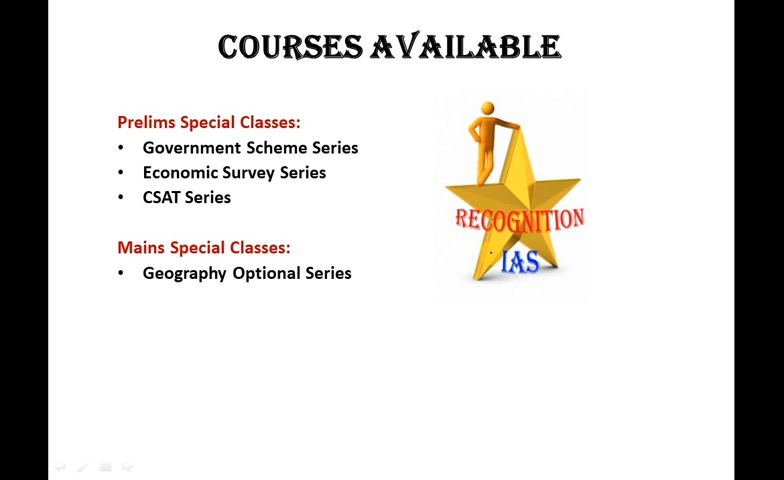 COURSES AVAILABLE
Prelims Special Classes:
• Government Scheme Series
• Economic Survey Series
• CSAT Series
Mains Special Classes:
• Geography Optional Series
RECOGNITION
IAS